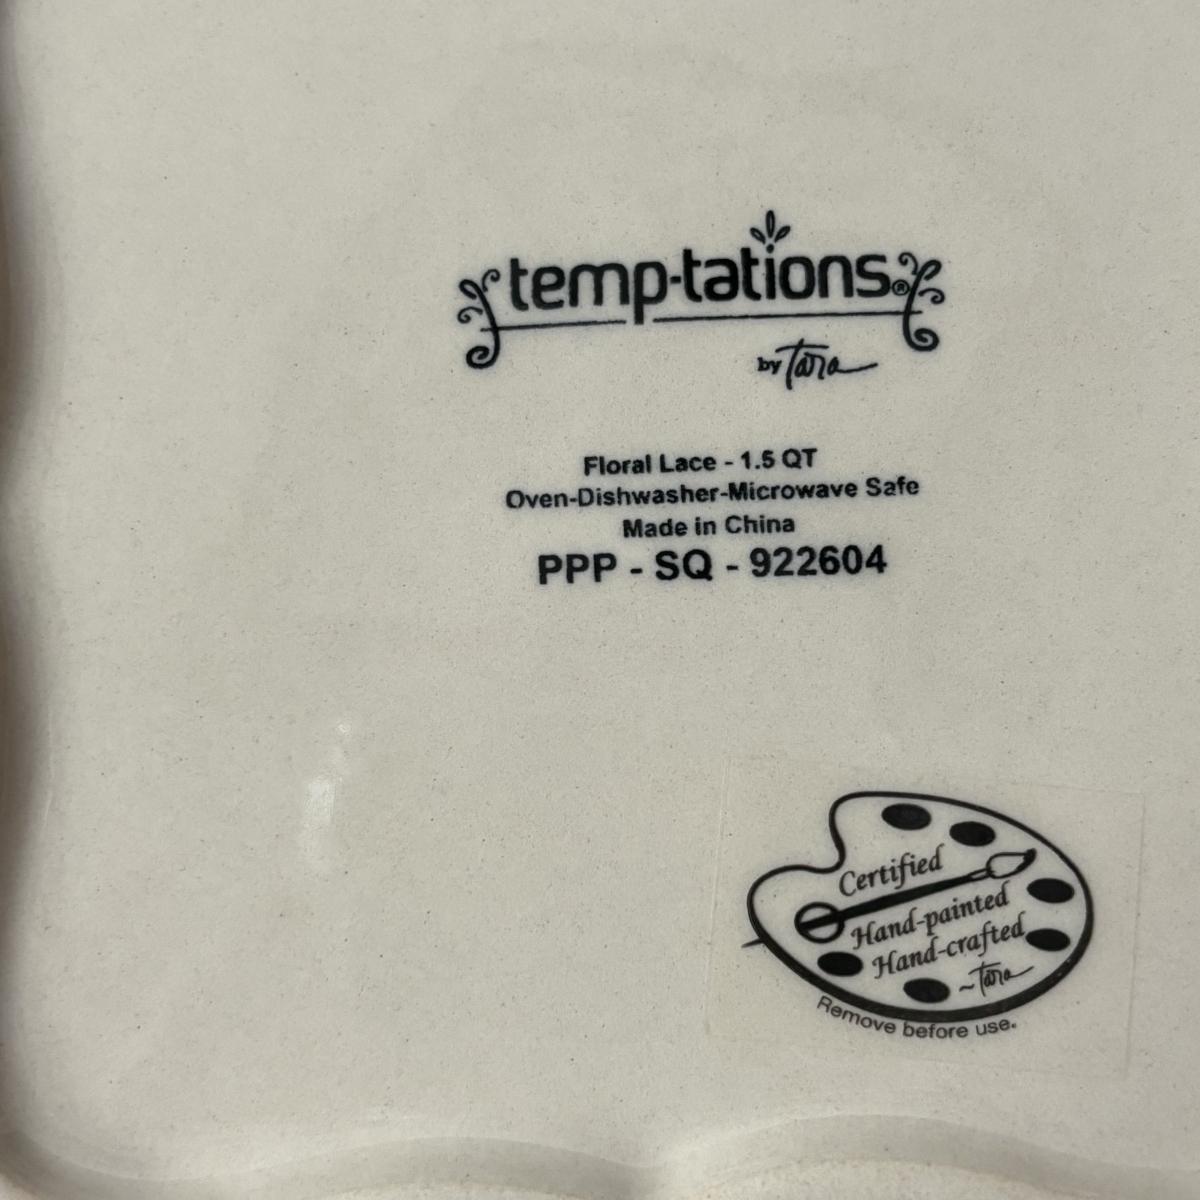 temp-tations®
by Tara
Floral Lace - 1.5 QT
Oven-Dishwasher-Microwave Safe
Made in China
PPP - SQ - 922604
Certified
Hand-painted
Hand-crafted
~Tara
Remove before use.